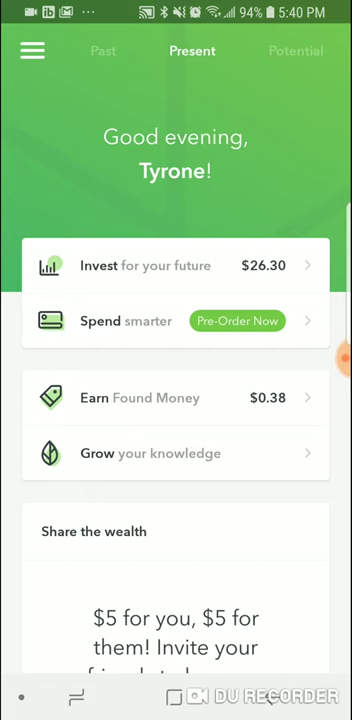 94% 5:40 PM
Past Present Potential
Good evening,
Tyrone!
Invest for your future $26.30
Spend smarter Pre-Order Now
Earn Found Money $0.38
Grow your knowledge
Share the wealth
$5 for you, $5 for
them! Invite your
DU RECORDER